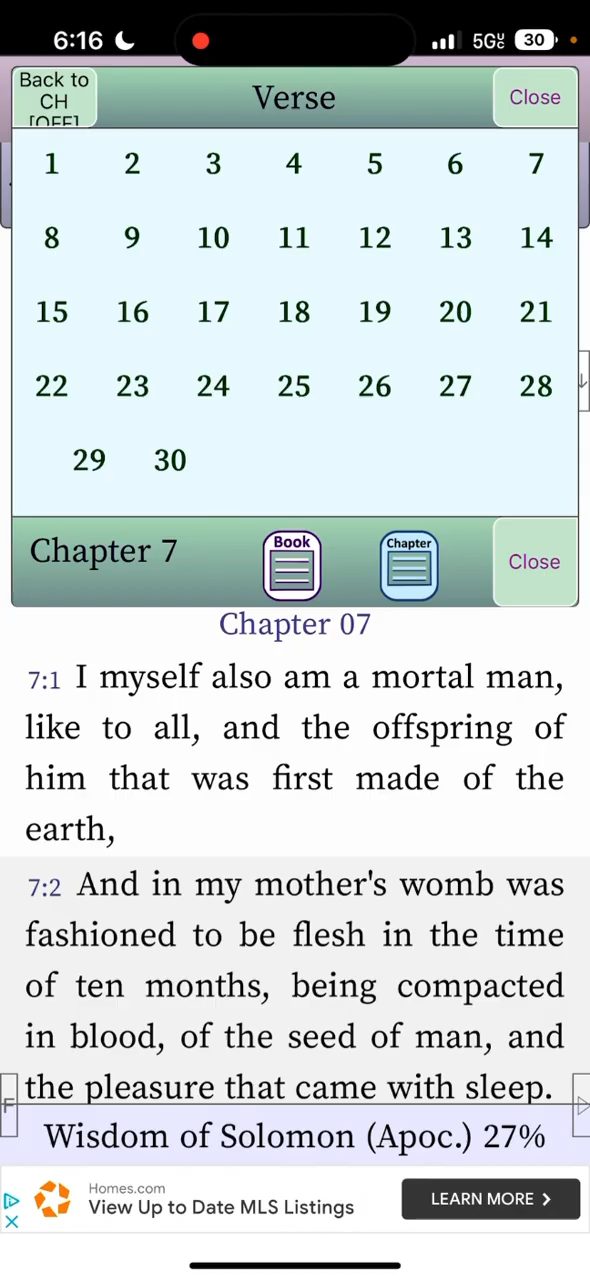 6:16 5G 30
Back to
CH
[OFF]
Verse
Close
1 2 3 4 5 6 7
8 9 10 11 12 13 14
15 16 17 18 19 20 21
22 23 24 25 26 27 28
29 30
Chapter 7
Book
Chapter
Close
Chapter 07
7:1 I myself also am a mortal man,
like to all, and the offspring of
him that was first made of the
earth,
7:2 And in my mother's womb was
fashioned to be flesh in the time
of ten months, being compacted
in blood, of the seed of man, and
the pleasure that came with sleep.
F
Wisdom of Solomon (Apoc.) 27%
Homes.com
View Up to Date MLS Listings
LEARN MORE